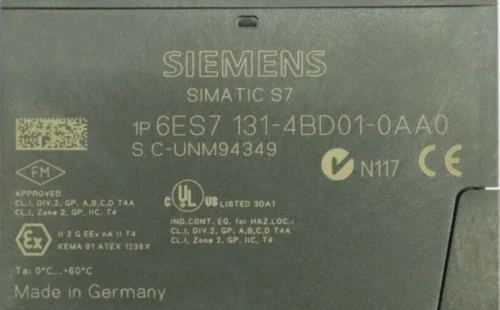 SIEMENS
SIMATIC S7
1P 6ES7 131-4BD01-0AA0
S C-UNM94349
N117 CE
FM
APPROVED
CL.I, DIV.2, GP. A,B,C,D T4A
CL.I, Zone 2, GP. IIC, T4
C UL US LISTED 2DA1
IND.CONT. EQ. for HAZ.LOC.:
CL.I, DIV.2, GP. A,B,C,D T4A
CL.I, Zone 2, GP. IIC, T4
Ex
II 3 G EEx nA II T4
KEMA 01 ATEX 1238X
Ta: 0°C...+60°C
Made in Germany